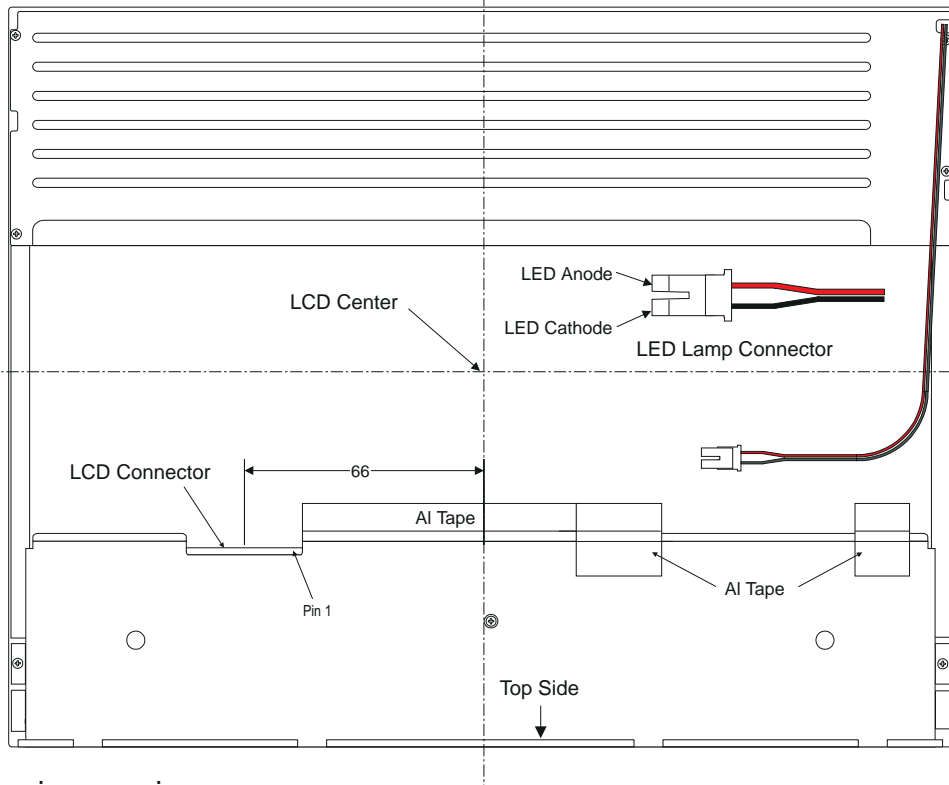 LED Anode
LCD Center
LED Cathode
LED Lamp Connector
LCD Connector
66
Al Tape
Al Tape
Pin 1
Top Side